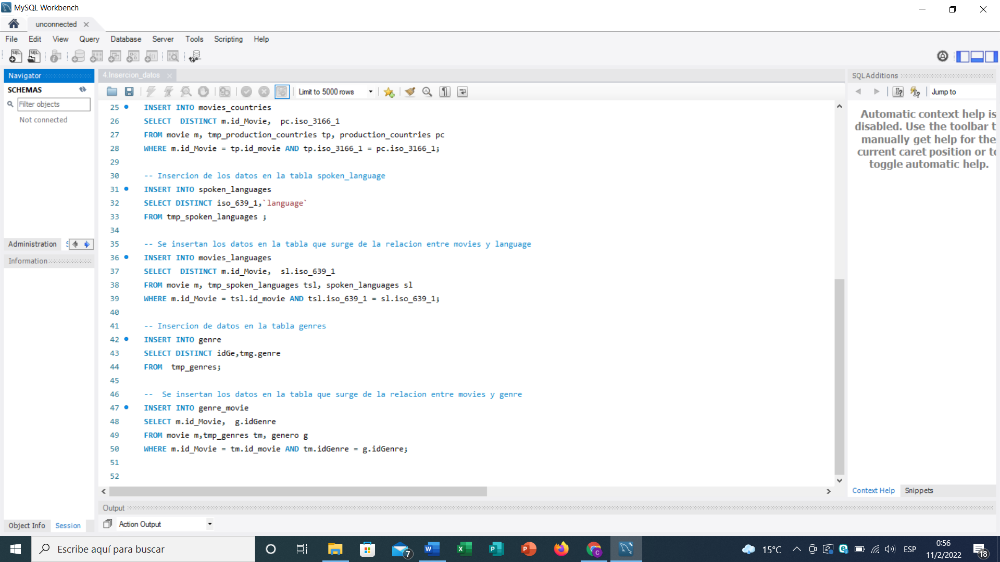 MySQL Workbench
unconnected
File Edit View Query Database Server Tools Scripting Help
Navigator
SCHEMAS
Filter objects
Not connected
Administration
Information
Object Info Session
4.Insercion_datos
Limit to 5000 rows
25 INSERT INTO movies_countries
26 SELECT  DISTINCT m.id_Movie,  pc.iso_3166_1
27 FROM movie m, tmp_production_countries tp, production_countries pc
28 WHERE m.id_Movie = tp.id_movie AND tp.iso_3166_1 = pc.iso_3166_1;
29
30 -- Insercion de los datos en la tabla spoken_language
31 INSERT INTO spoken_languages
32 SELECT DISTINCT iso_639_1,`language`
33 FROM tmp_spoken_languages ;
34
35 -- Se insertan los datos en la tabla que surge de la relacion entre movies y language
36 INSERT INTO movies_languages
37 SELECT  DISTINCT m.id_Movie,  sl.iso_639_1
38 FROM movie m, tmp_spoken_languages tsl, spoken_languages sl
39 WHERE m.id_Movie = tsl.id_movie AND tsl.iso_639_1 = sl.iso_639_1;
40
41 -- Insercion de datos en la tabla genres
42 INSERT INTO genre
43 SELECT DISTINCT idGe,tmg.genre
44 FROM  tmp_genres;
45
46 --  Se insertan los datos en la tabla que surge de la relacion entre movies y genre
47 INSERT INTO genre_movie
48 SELECT m.id_Movie,  g.idGenre
49 FROM movie m,tmp_genres tm, genero g
50 WHERE m.id_Movie = tm.id_movie AND tm.idGenre = g.idGenre;
51
52
Output
Action Output
SQLAdditions
Jump to
Automatic context help is
disabled. Use the toolbar t
manually get help for the
current caret position or to
toggle automatic help.
Context Help Snippets
Escribe aquí para buscar
7
15°C
ESP
0:56
11/2/2022
18